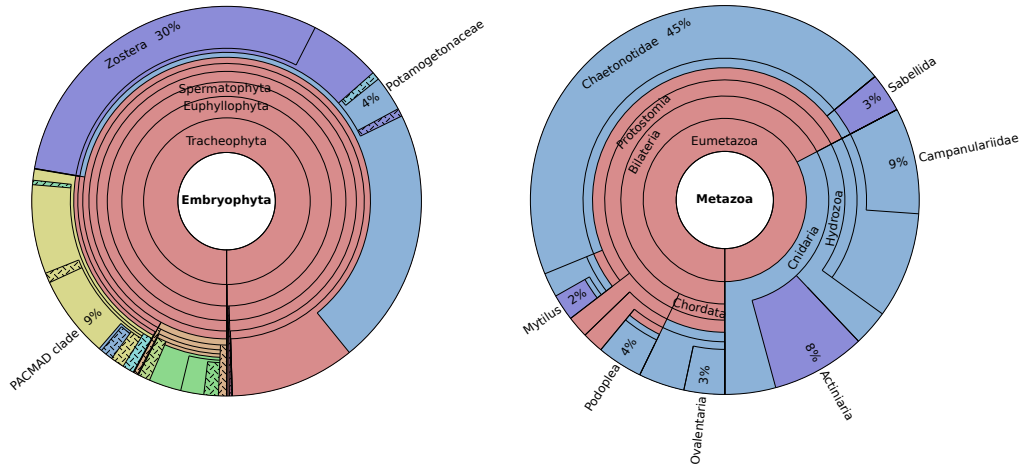 Zostera 30%
Potamogetonaceae
4%
Spermatophyta
Euphyllophyta
Tracheophyta
Embryophyta
9%
PACMAD clade
Chaetonotidae 45%
Sabellida
3%
Campanulariidae
9%
Protostomia
Bilateria
Eumetazoa
Metazoa
Hydrozoa
Cnidaria
Chordata
Mytilus
2%
Podoplea
4%
Ovalentaria
3%
Actiniaria
8%